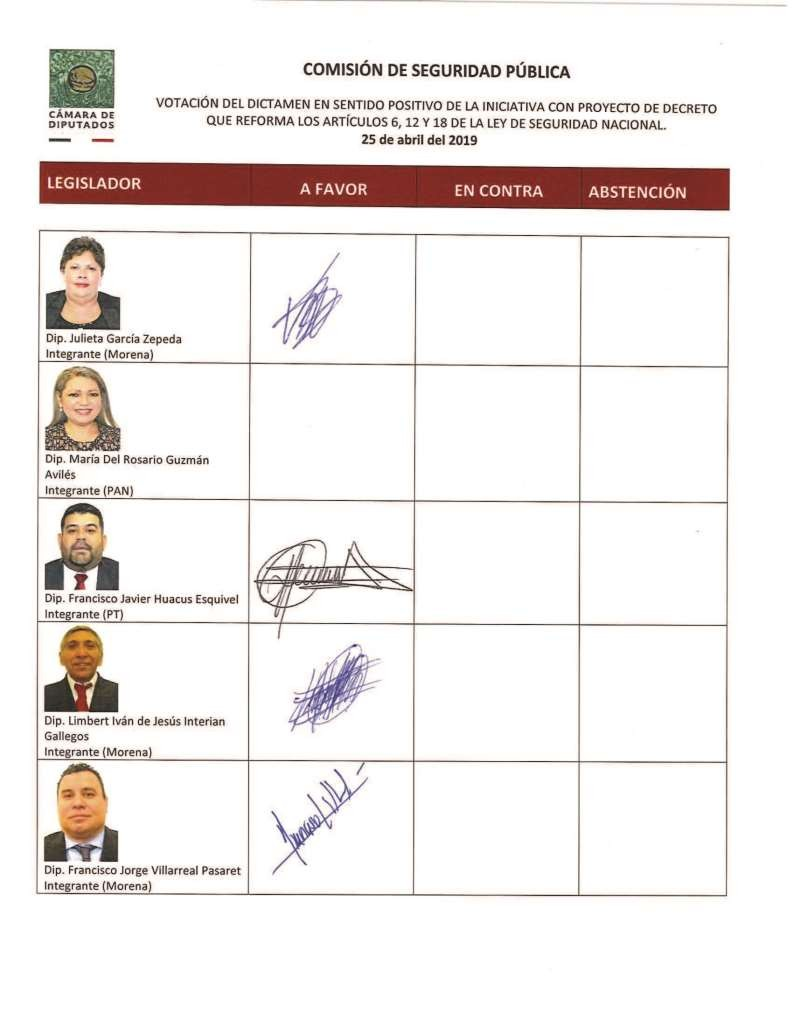 CÁMARA DE
DIPUTADOS
COMISIÓN DE SEGURIDAD PÚBLICA
VOTACIÓN DEL DICTAMEN EN SENTIDO POSITIVO DE LA INICIATIVA CON PROYECTO DE DECRETO
QUE REFORMA LOS ARTÍCULOS 6, 12 Y 18 DE LA LEY DE SEGURIDAD NACIONAL.
25 de abril del 2019
LEGISLADOR A FAVOR EN CONTRA ABSTENCIÓN
Dip. Julieta García Zepeda
Integrante (Morena)
Dip. María Del Rosario Guzmán
Avilés
Integrante (PAN)
Dip. Francisco Javier Huacus Esquivel
Integrante (PT)
Dip. Limbert Iván de Jesús Interian
Gallegos
Integrante (Morena)
Dip. Francisco Jorge Villarreal Pasaret
Integrante (Morena)